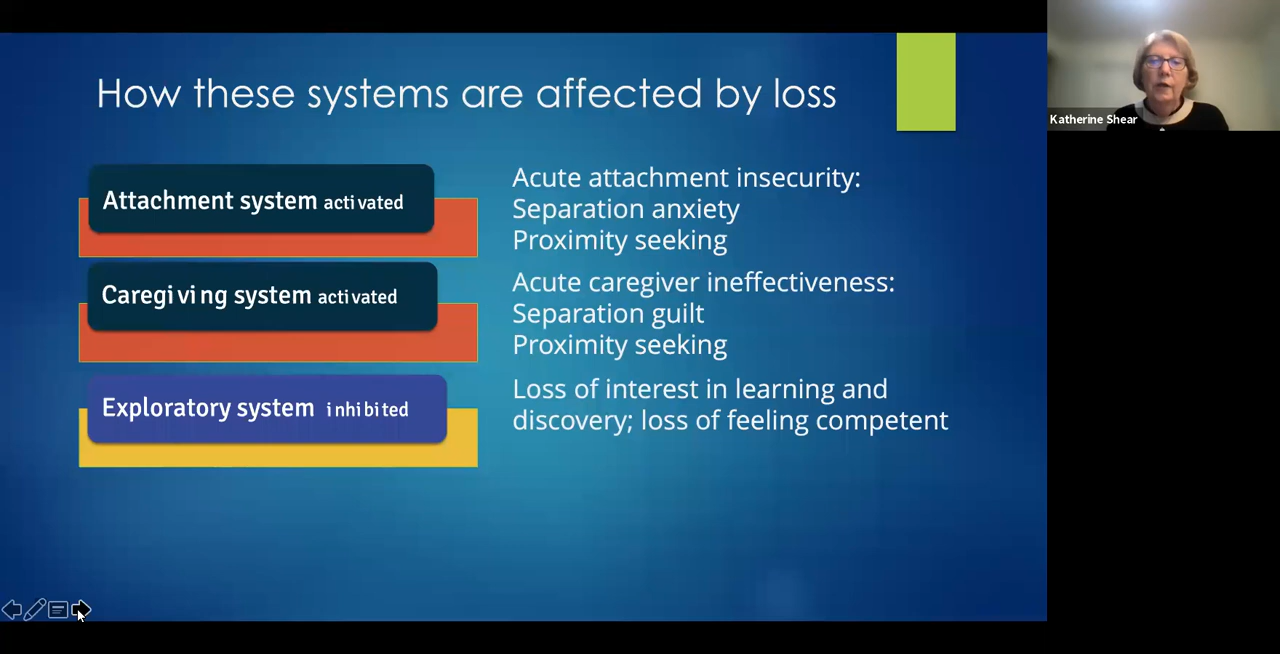 How these systems are affected by loss
Attachment system activated
Acute attachment insecurity:
Separation anxiety
Proximity seeking
Caregiving system activated
Acute caregiver ineffectiveness:
Separation guilt
Proximity seeking
Exploratory system inhibited
Loss of interest in learning and
discovery; loss of feeling competent
Katherine Shear